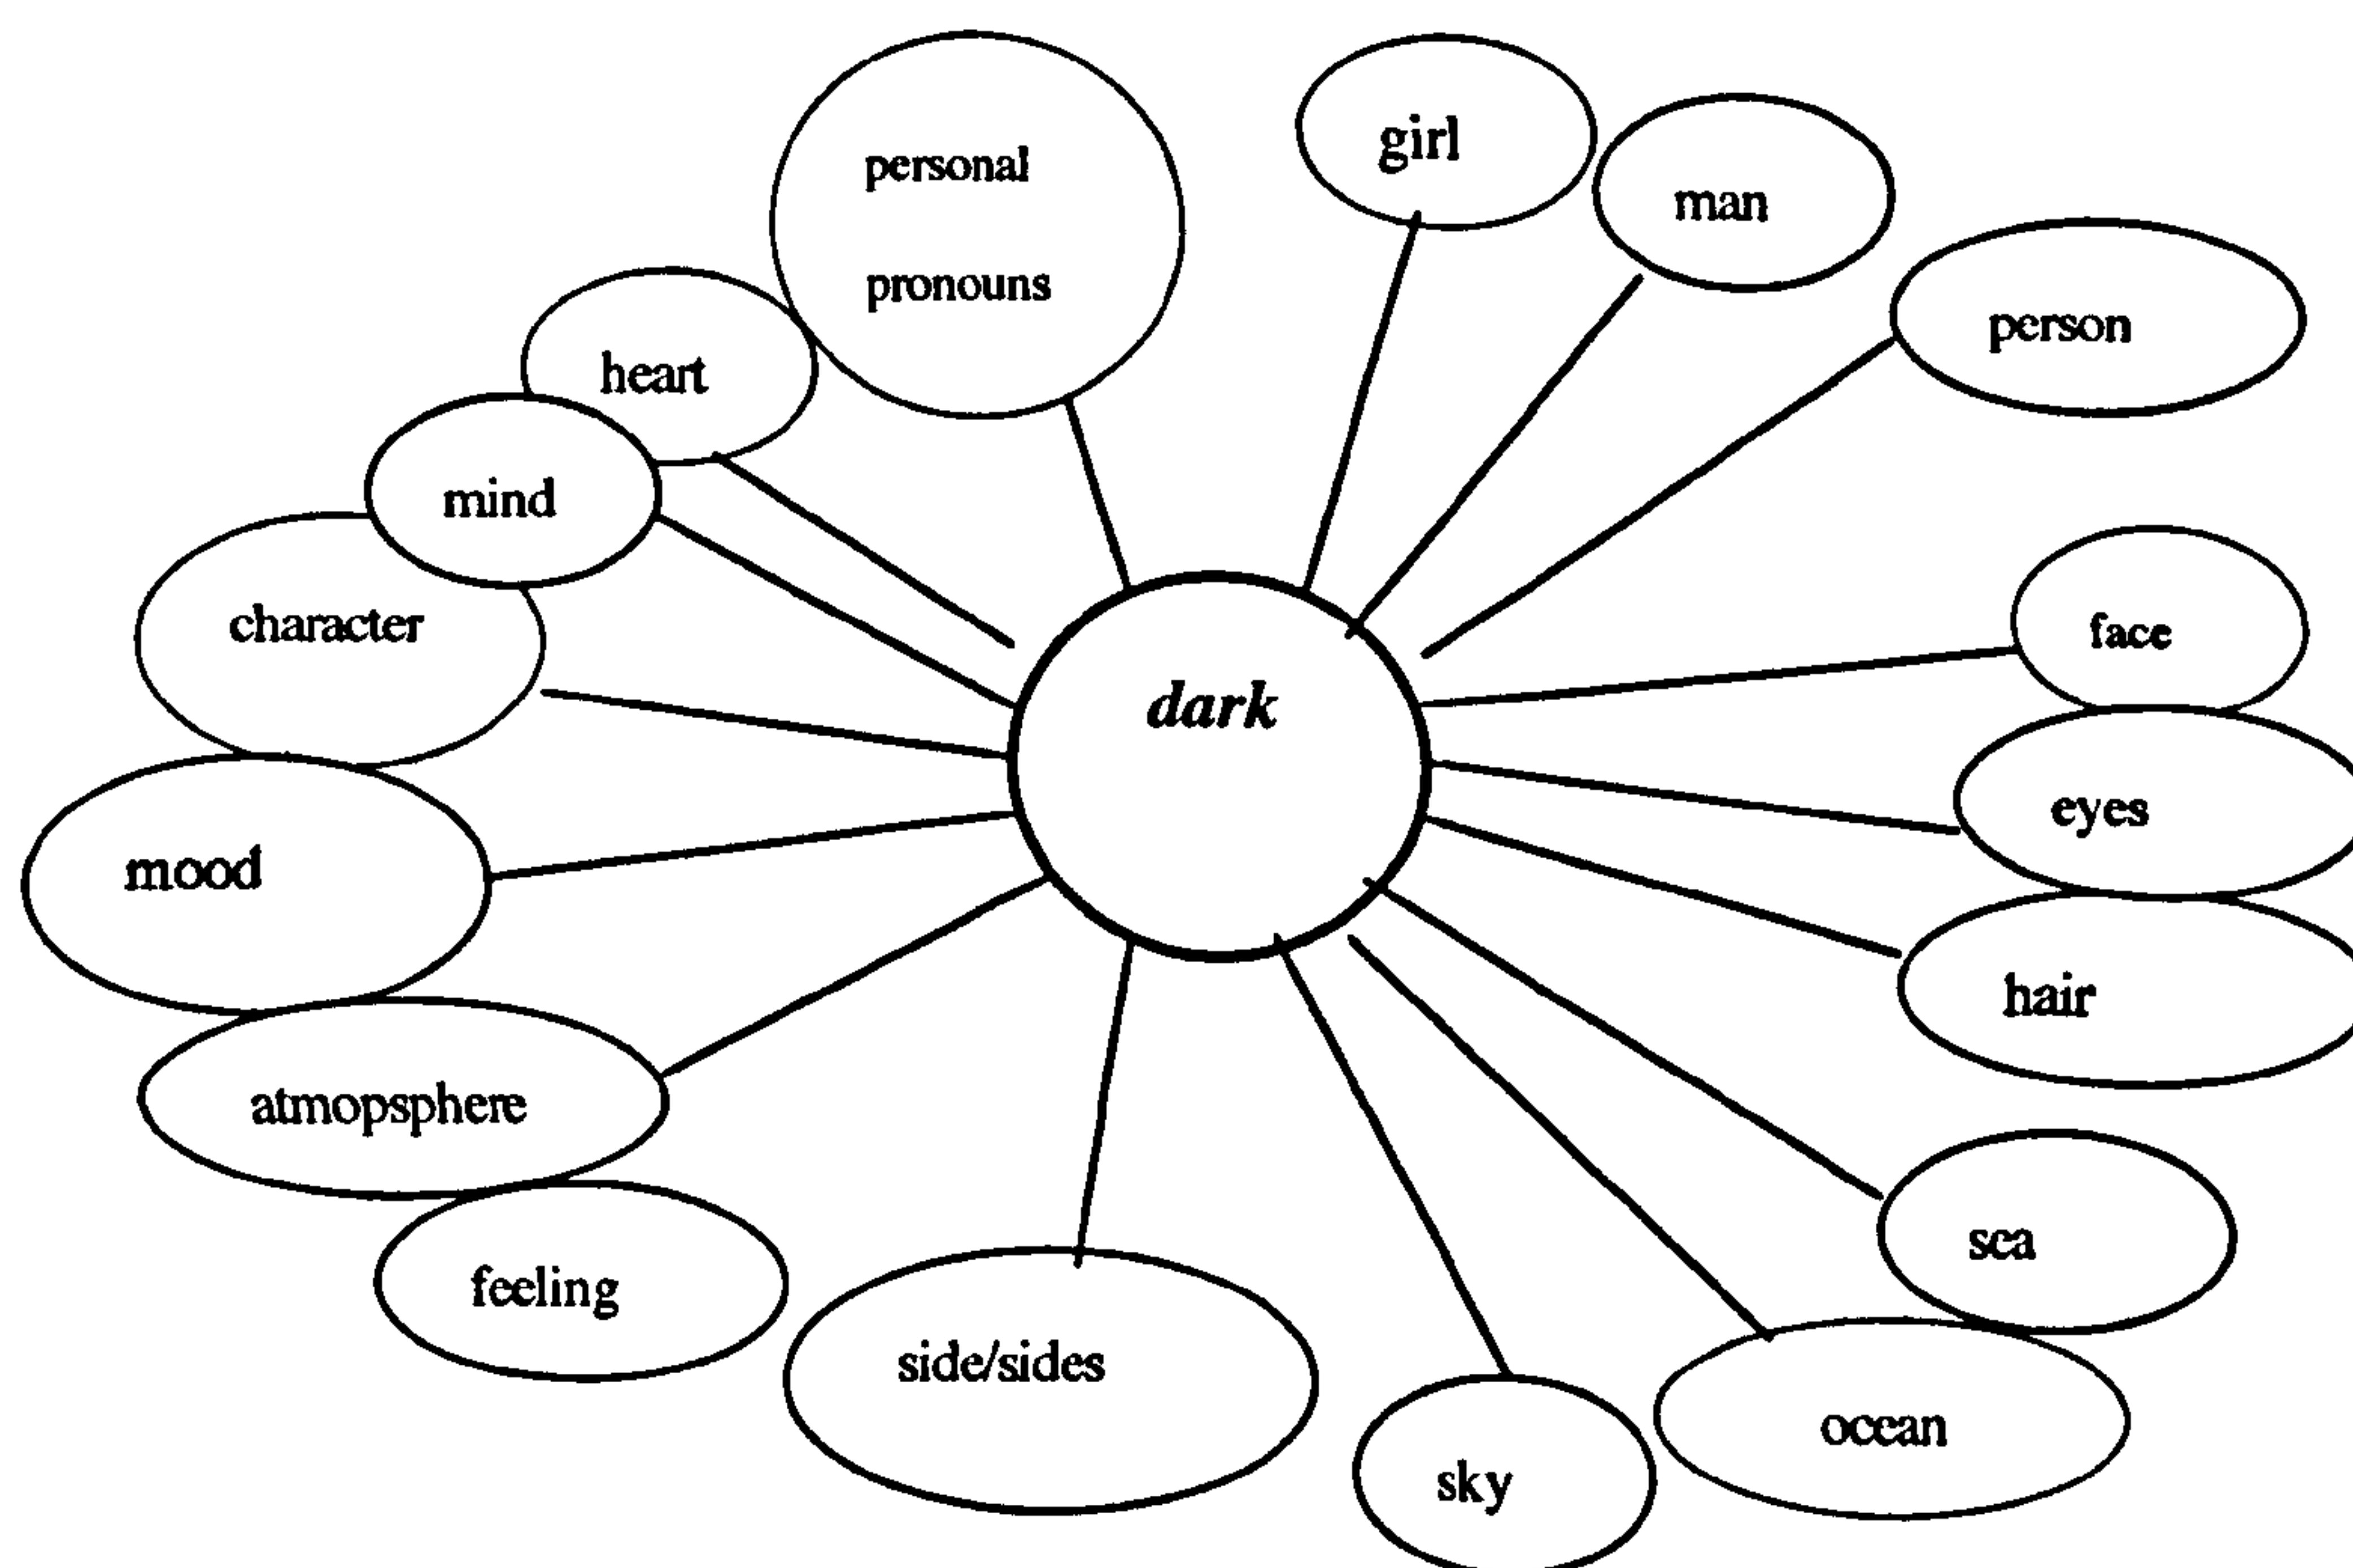 personal
pronouns
girl
man
person
heart
mind
character
face
dark
eyes
mood
hair
atmopsphere
sea
feeling
side/sides
ocean
sky